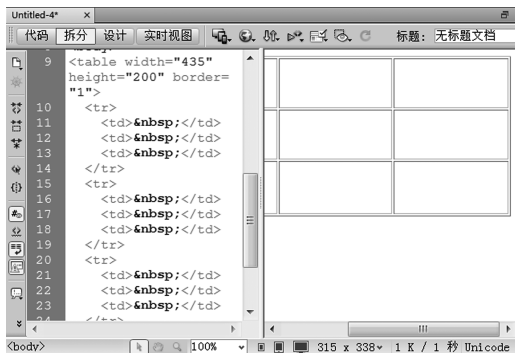 Untitled-4* ×
代码 拆分 设计 实时视图 标题: 无标题文档
9 <table width="435"
height="200" border=
"1">
10 <tr>
11 <td>&nbsp;</td>
12 <td>&nbsp;</td>
13 <td>&nbsp;</td>
14 </tr>
15 <tr>
16 <td>&nbsp;</td>
17 <td>&nbsp;</td>
18 <td>&nbsp;</td>
19 </tr>
20 <tr>
21 <td>&nbsp;</td>
22 <td>&nbsp;</td>
23 <td>&nbsp;</td>
<body> 100% 315 x 338 1 K / 1 秒 Unicode